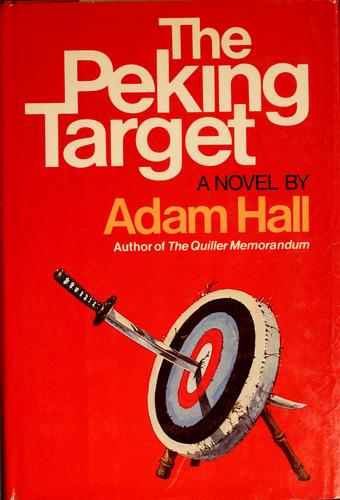 The
Peking
Target
A NOVEL BY
Adam Hall
Author of The Quiller Memorandum